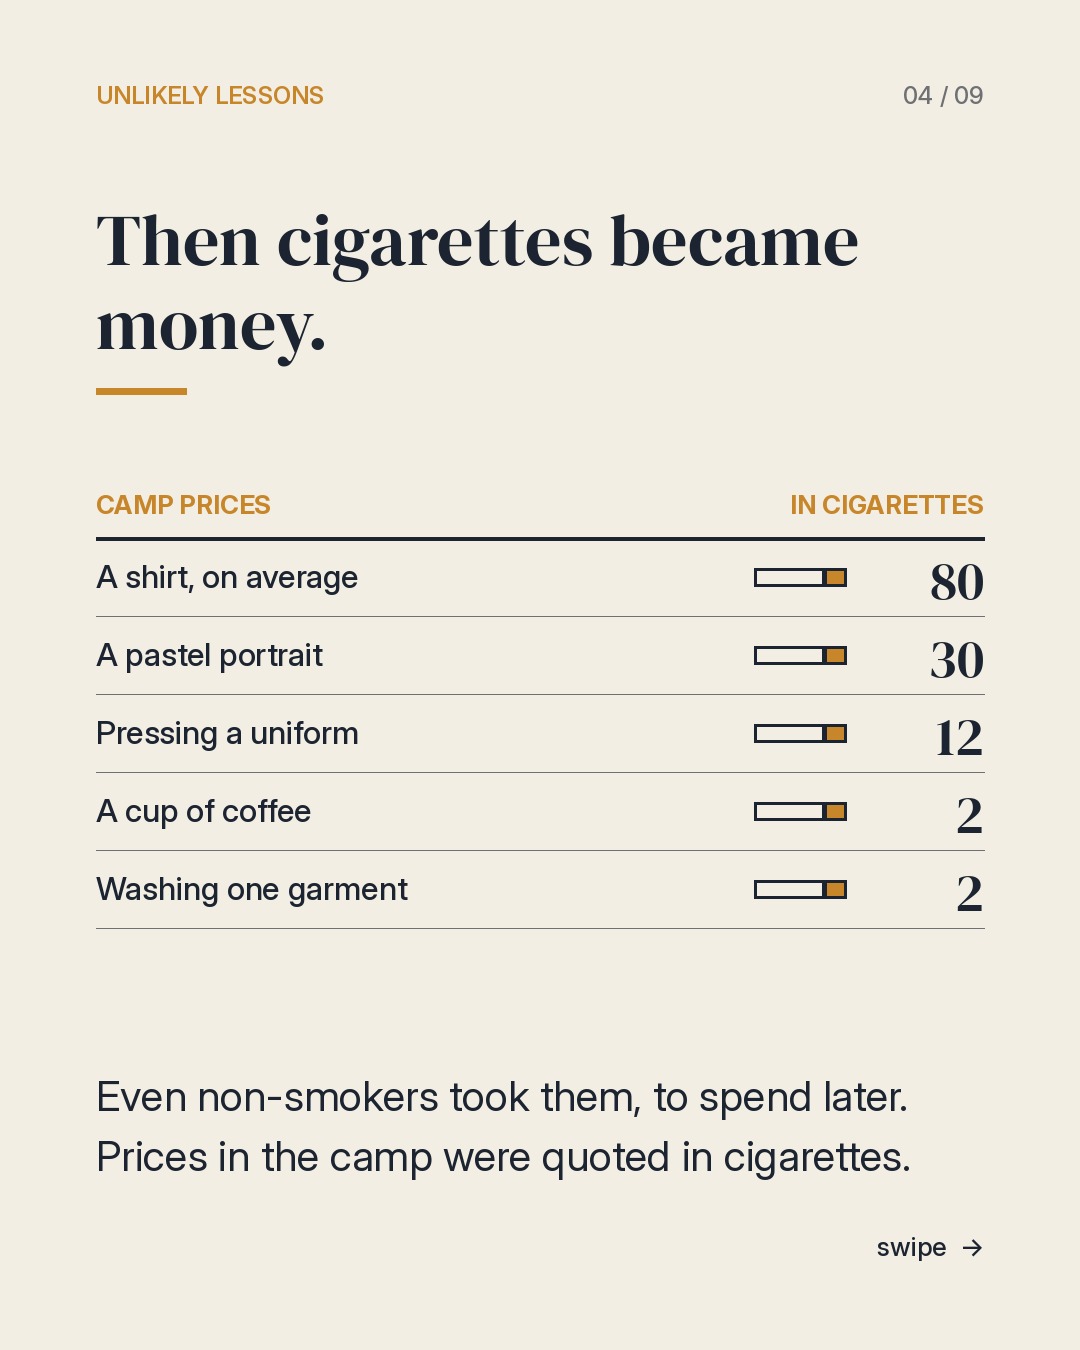 UNLIKELY LESSONS
04 / 09
Then cigarettes became
money.
CAMP PRICES
IN CIGARETTES
A shirt, on average
80
A pastel portrait
30
Pressing a uniform
12
A cup of coffee
2
Washing one garment
2
Even non-smokers took them, to spend later.
Prices in the camp were quoted in cigarettes.
swipe →